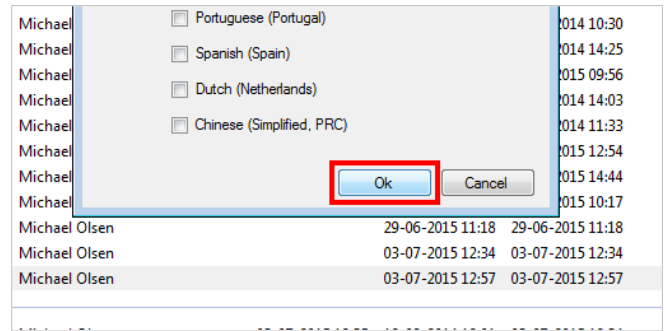 Michael Portuguese (Portugal) 2014 10:30
Michael Spanish (Spain) 2014 14:25
Michael 2015 09:56
Michael Dutch (Netherlands) 2014 14:03
Michael Chinese (Simplified, PRC) 2014 11:33
Michael 2015 12:54
Michael Ok Cancel 2015 14:44
Michael 2015 10:17
Michael Olsen 29-06-2015 11:18 29-06-2015 11:18
Michael Olsen 03-07-2015 12:34 03-07-2015 12:34
Michael Olsen 03-07-2015 12:57 03-07-2015 12:57